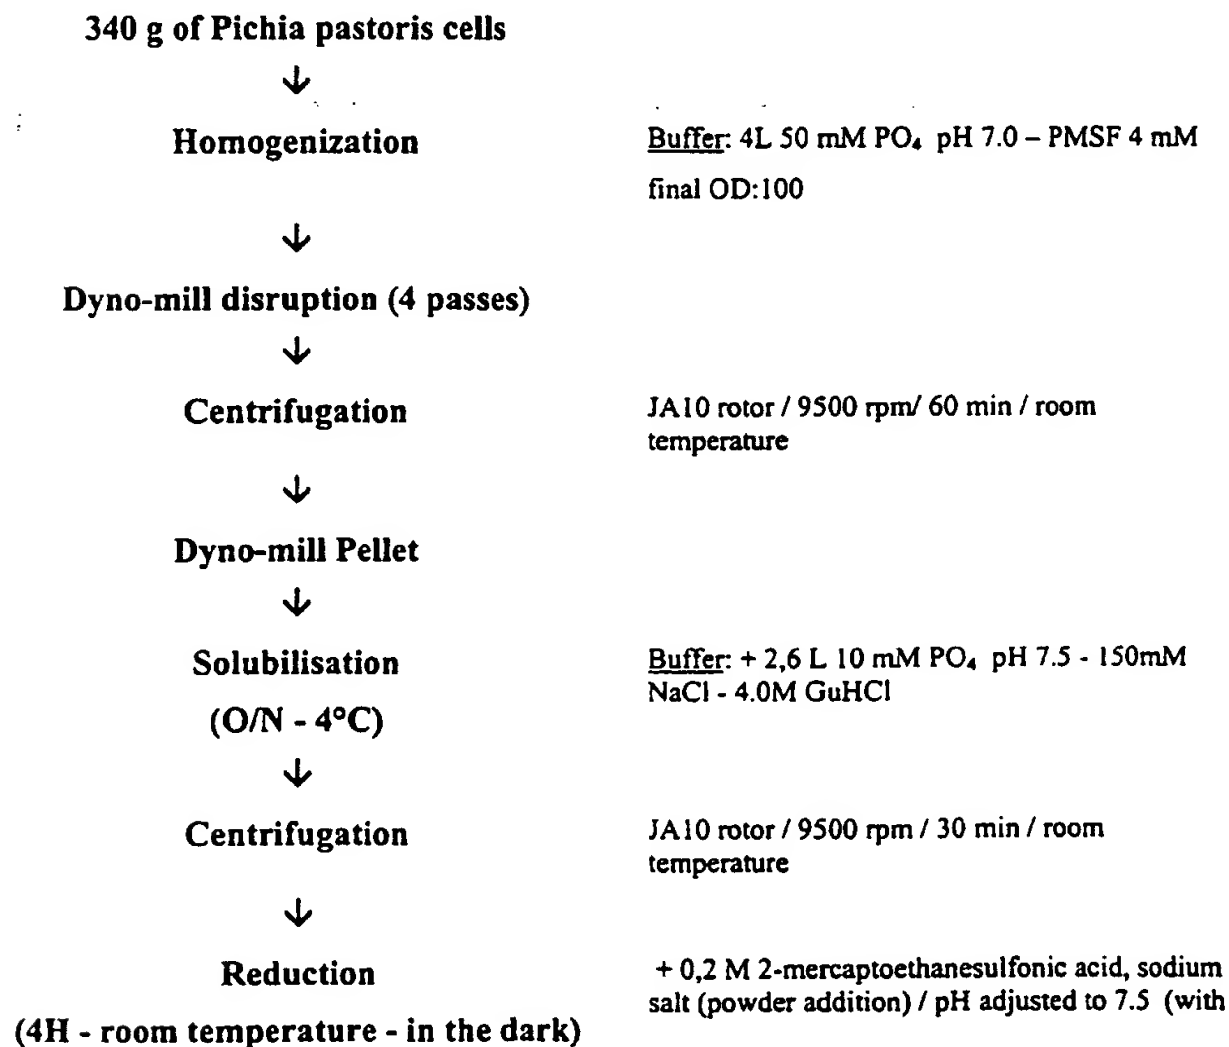 340 g of Pichia pastoris cells
↓
Homogenization
Buffer: 4L 50 mM PO₄ pH 7.0 – PMSF 4 mM
final OD:100
↓
Dyno-mill disruption (4 passes)
↓
Centrifugation
JA10 rotor / 9500 rpm/ 60 min / room
temperature
↓
Dyno-mill Pellet
↓
Solubilisation
(O/N - 4°C)
Buffer: + 2,6 L 10 mM PO₄ pH 7.5 - 150mM
NaCl - 4.0M GuHCl
↓
Centrifugation
JA10 rotor / 9500 rpm / 30 min / room
temperature
↓
Reduction
(4H - room temperature - in the dark)
+ 0,2 M 2-mercaptoethanesulfonic acid, sodium
salt (powder addition) / pH adjusted to 7.5 (with